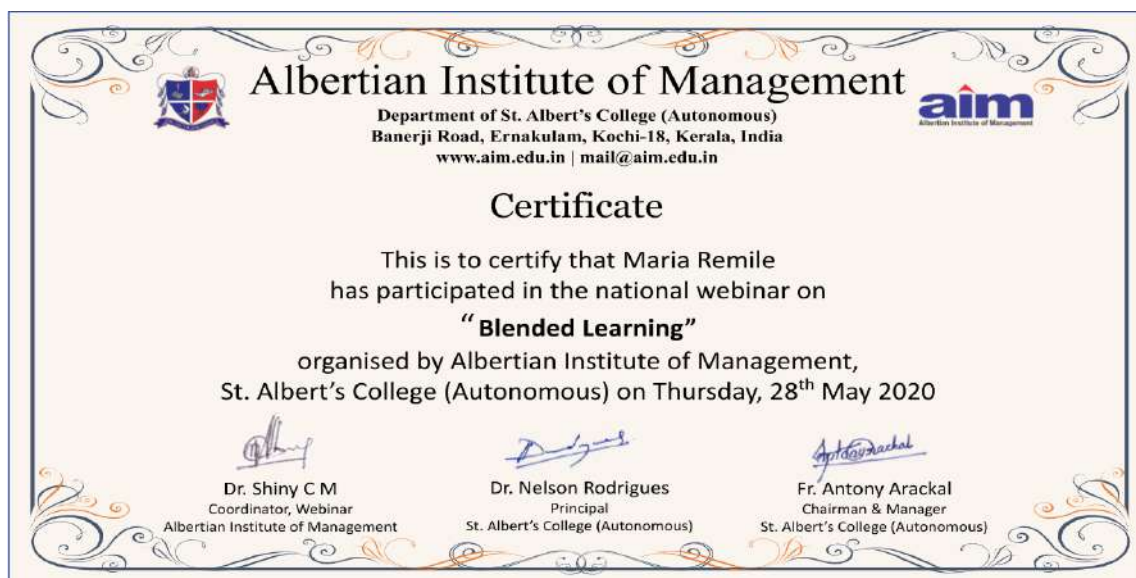 Albertian Institute of Management
Department of St. Albert's College (Autonomous)
Banerji Road, Ernakulam, Kochi-18, Kerala, India
www.aim.edu.in | mail@aim.edu.in
aim
Albertian Institute of Management
Certificate
This is to certify that Maria Remile
has participated in the national webinar on
“Blended Learning”
organised by Albertian Institute of Management,
St. Albert’s College (Autonomous) on Thursday, 28th May 2020
Dr. Shiny C M
Coordinator, Webinar
Albertian Institute of Management
Dr. Nelson Rodrigues
Principal
St. Albert’s College (Autonomous)
Fr. Antony Arackal
Chairman & Manager
St. Albert’s College (Autonomous)